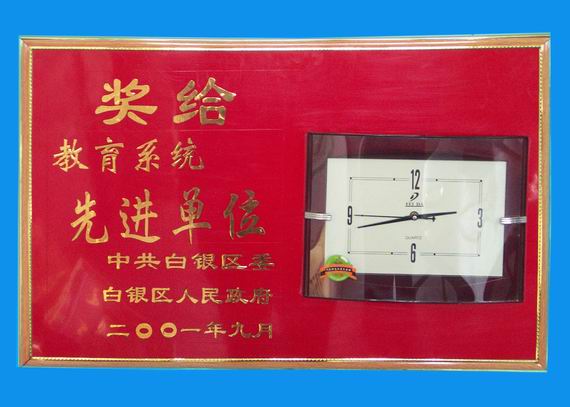 奖给
教育系统
先进单位
中共白银区委
白银区人民政府
二〇〇一年九月
12
9
3
QUARTZ
6